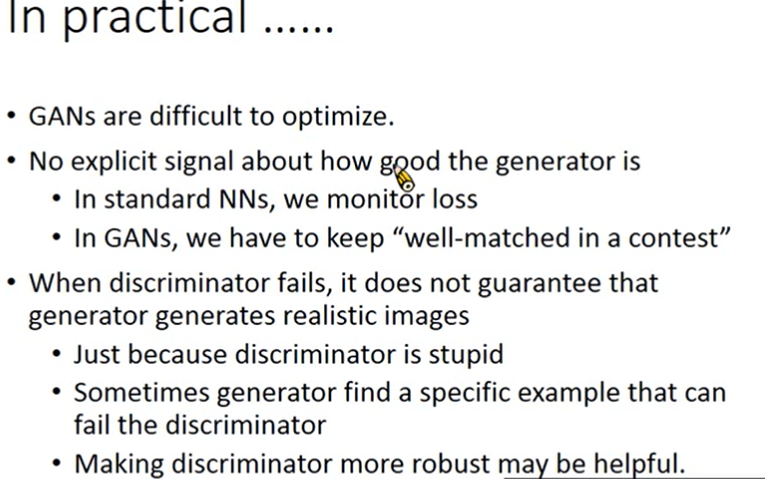 In practical ……
• GANs are difficult to optimize.
• No explicit signal about how good the generator is
• In standard NNs, we monitor loss
• In GANs, we have to keep “well-matched in a contest”
• When discriminator fails, it does not guarantee that
generator generates realistic images
• Just because discriminator is stupid
• Sometimes generator find a specific example that can
fail the discriminator
• Making discriminator more robust may be helpful.